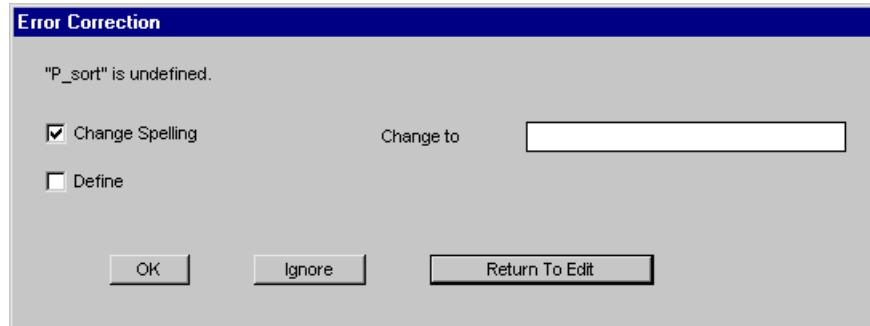 Error Correction
"P_sort" is undefined.
Change Spelling Change to
Define
OK Ignore Return To Edit